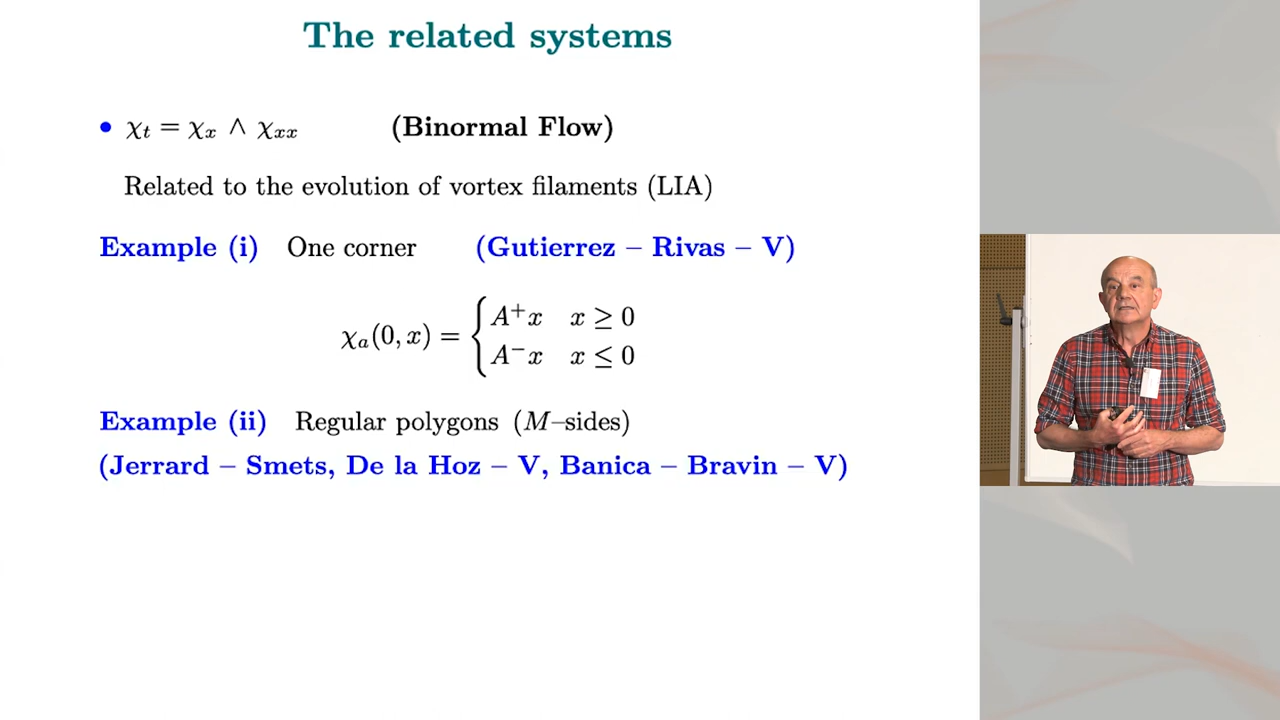 The related systems
• χ_t = χ_x ∧ χ_xx (Binormal Flow)
Related to the evolution of vortex filaments (LIA)
Example (i) One corner (Gutierrez – Rivas – V)
χ_a(0, x) = { A⁺x x ≥ 0
A⁻x x ≤ 0
Example (ii) Regular polygons (M–sides)
(Jerrard – Smets, De la Hoz – V, Banica – Bravin – V)